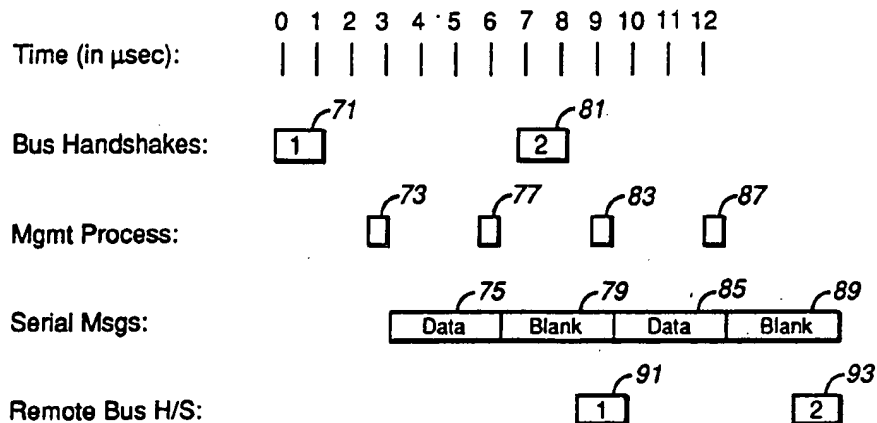 0 1 2 3 4 5 6 7 8 9 10 11 12
Time (in µsec):
71 81
Bus Handshakes: 1 2
73 77 83 87
Mgmt Process:
75 79 85 89
Serial Msgs: Data Blank Data Blank
91 93
Remote Bus H/S: 1 2